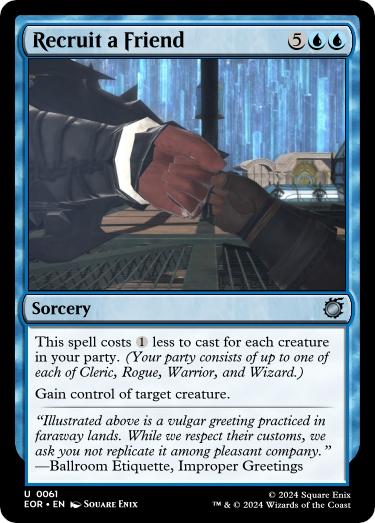 Recruit a Friend 5
Sorcery
This spell costs 1 less to cast for each creature
in your party. (Your party consists of up to one of
each of Cleric, Rogue, Warrior, and Wizard.)
Gain control of target creature.
“Illustrated above is a vulgar greeting practiced in
faraway lands. While we respect their customs, we
ask you not replicate it among pleasant company.”
—Ballroom Etiquette, Improper Greetings
U 0061 © 2024 Square Enix
EOR • EN Square Enix ™ & © 2024 Wizards of the Coast